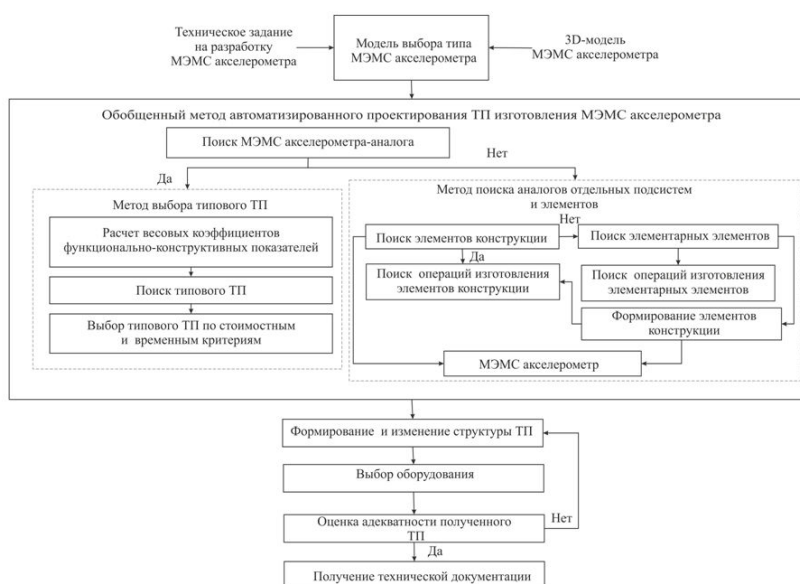 Техническое задание
на разработку
МЭМС акселерометра
Модель выбора типа
МЭМС акселерометра
3D-модель
МЭМС акселерометра
Обобщенный метод автоматизированного проектирования ТП изготовления МЭМС акселерометра
Поиск МЭМС акселерометра-аналога
Да
Нет
Метод выбора типового ТП
Расчет весовых коэффициентов
функционально-конструктивных показателей
Поиск типового ТП
Выбор типового ТП по стоимостным
и временным критериям
Метод поиска аналогов отдельных подсистем
и элементов
Нет
Поиск элементов конструкции
Поиск элементарных элементов
Да
Поиск операций изготовления
элементов конструкции
Поиск операций изготовления
элементарных элементов
Формирование элементов
конструкции
МЭМС акселерометр
Формирование и изменение структуры ТП
Выбор оборудования
Оценка адекватности полученного
ТП
Нет
Да
Получение технической документации